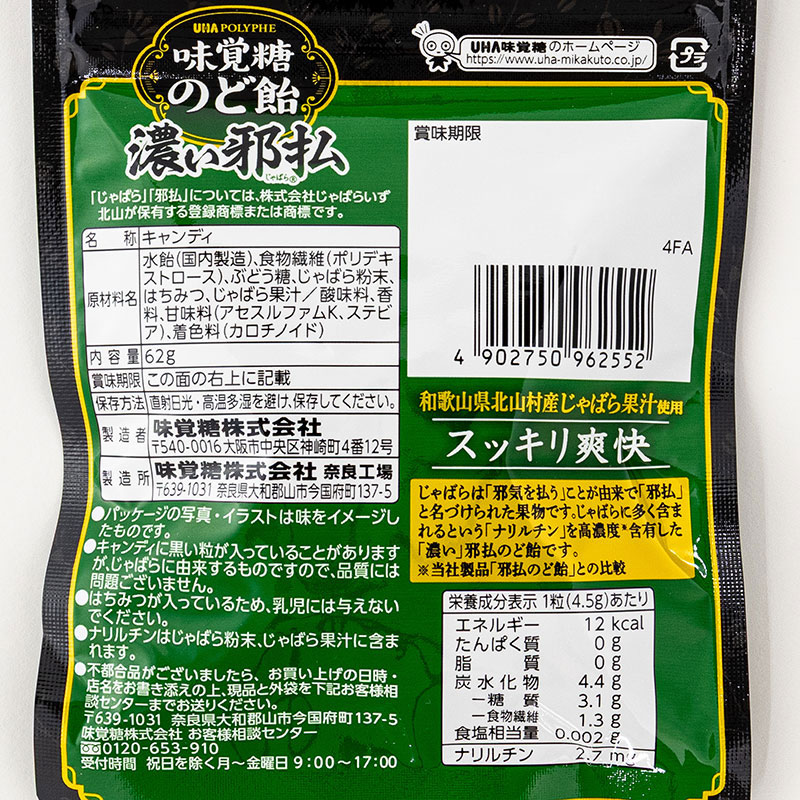 UHA POLYPHE
味覚糖
のど飴
濃い邪払
じゃばら®
UHA味覚糖のホームページ
https://www.uha-mikakuto.co.jp/
プラ
「じゃばら」「邪払」については、株式会社じゃばらいず
北山が保有する登録商標または商標です。
名称 キャンディ
原材料名 水飴(国内製造)、食物繊維(ポリデキ
ストロース)、ぶどう糖、じゃばら粉末、
はちみつ、じゃばら果汁/酸味料、香
料、甘味料(アセスルファムK、ステビ
ア)、着色料(カロチノイド)
内容量 62g
賞味期限 この面の右上に記載
保存方法 直射日光・高温多湿を避け、保存してください。
製造者 味覚糖株式会社
〒540-0016 大阪市中央区神崎町4番12号
製造所 味覚糖株式会社 奈良工場
〒639-1031 奈良県大和郡山市今国府町137-5
●パッケージの写真・イラストは味をイメージし
たものです。
●キャンディに黒い粒が入っていることがあります
が、じゃばらに由来するものですので、品質には
問題ございません。
●はちみつが入っているため、乳児には与えない
でください。
●ナリルチンはじゃばら粉末、じゃばら果汁に含ま
れます。
●不都合品がございましたら、お買い上げの日時・
店名をお書き添えの上、現品と外袋を下記お客様相
談センターまでお送りください。
〒639-1031 奈良県大和郡山市今国府町137-5
味覚糖株式会社 お客様相談センター
0120-653-910
受付時間 祝日を除く月〜金曜日 9:00〜17:00
賞味期限
4FA
4 902750 962552
和歌山県北山村産じゃばら果汁使用
スッキリ爽快
じゃばらは「邪気を払う」ことが由来で「邪払」
と名づけられた果物です。じゃばらに多く含ま
れるという「ナリルチン」を高濃度*含有した
「濃い」邪払のど飴です。
※当社製品「邪払のど飴」との比較
栄養成分表示 1粒(4.5g)あたり
エネルギー 12 kcal
たんぱく質 0 g
脂質 0 g
炭水化物 4.4 g
―糖質 3.1 g
―食物繊維 1.3 g
食塩相当量 0.002 g
ナリルチン 2.7 mg